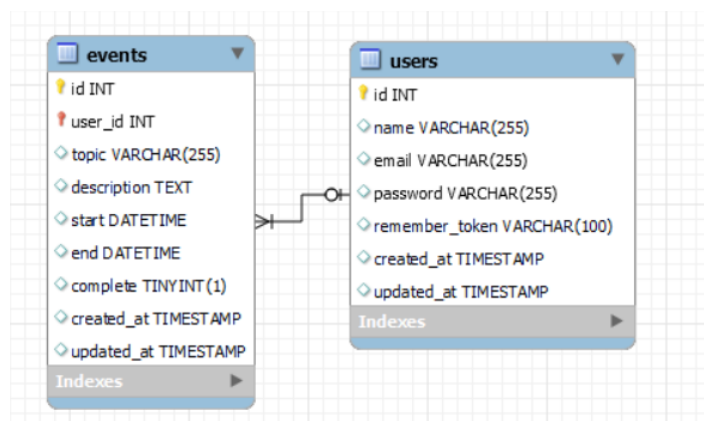 events
id INT
user_id INT
topic VARCHAR(255)
description TEXT
start DATETIME
end DATETIME
complete TINYINT(1)
created_at TIMESTAMP
updated_at TIMESTAMP
Indexes
users
id INT
name VARCHAR(255)
email VARCHAR(255)
password VARCHAR(255)
remember_token VARCHAR(100)
created_at TIMESTAMP
updated_at TIMESTAMP
Indexes